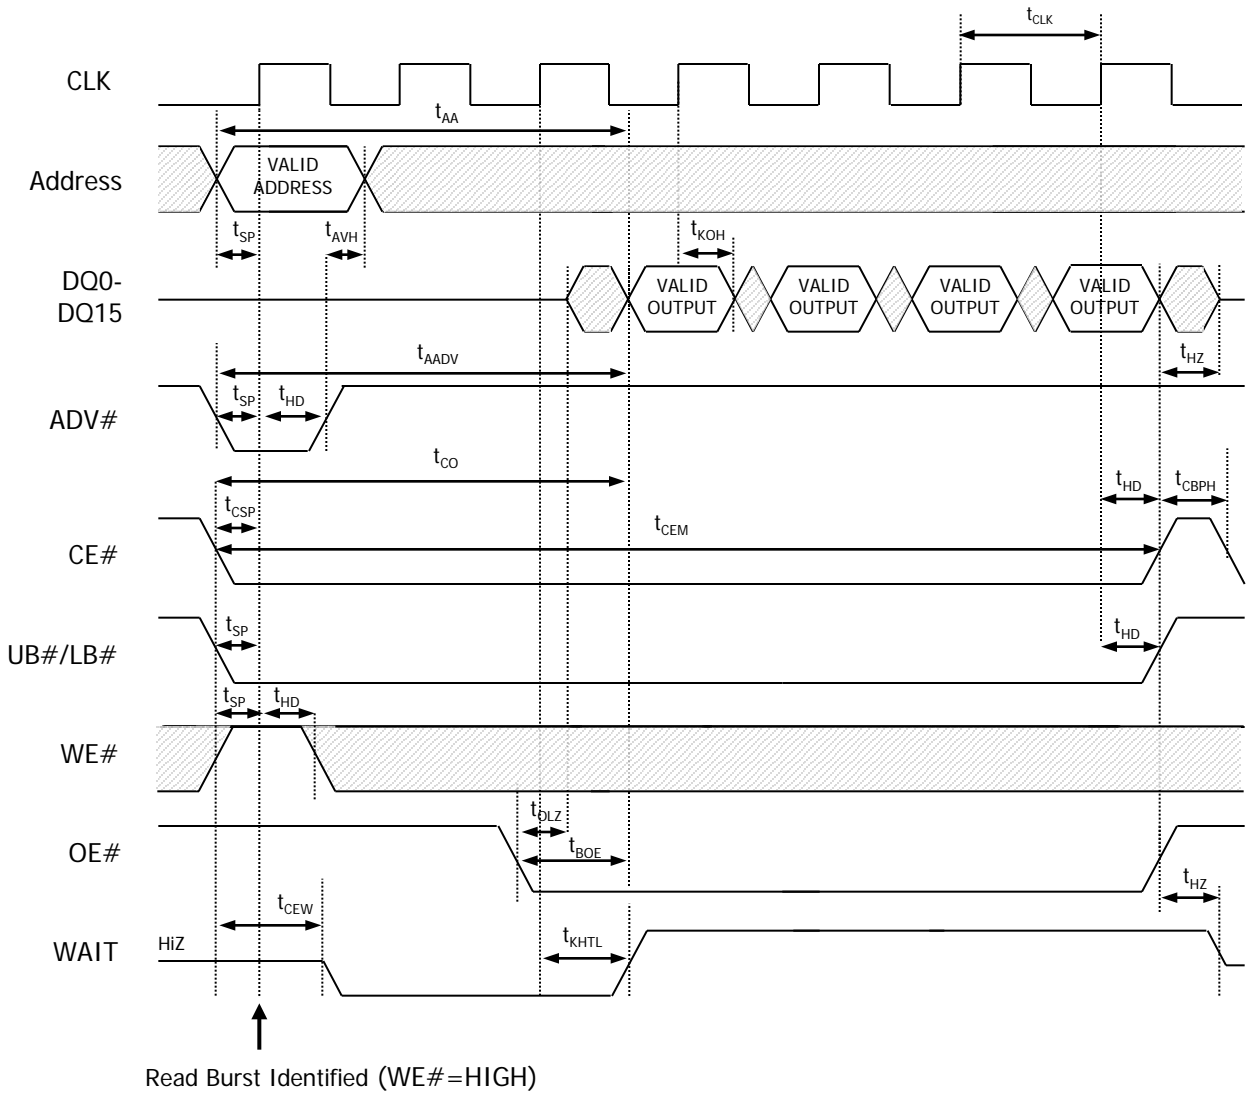 tCLK
CLK
tAA
Address
VALID
ADDRESS
tSP
tAVH
tKOH
DQ0-
DQ15
VALID
OUTPUT
VALID
OUTPUT
VALID
OUTPUT
VALID
OUTPUT
tAADV
tHZ
ADV#
tSP
tHD
tCO
tHD
tCBPH
tCSP
tCEM
CE#
tSP
tHD
UB#/LB#
tSP
tHD
WE#
tOLZ
OE#
tBOE
tHZ
tCEW
WAIT
HiZ
tKHTL
Read Burst Identified (WE#=HIGH)